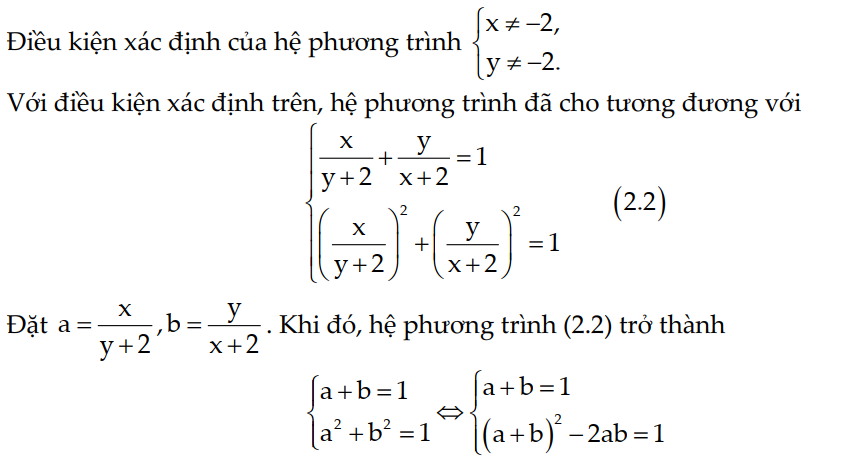 Điều kiện xác định của hệ phương trình { x ≠ −2, y ≠ −2.
Với điều kiện xác định trên, hệ phương trình đã cho tương đương với
{ x/(y+2) + y/(x+2) = 1
(x/(y+2))² + (y/(x+2))² = 1 (2.2)
Đặt a = x/(y+2), b = y/(x+2). Khi đó, hệ phương trình (2.2) trở thành
{ a + b = 1 ⇔ { a + b = 1
a² + b² = 1 (a + b)² − 2ab = 1